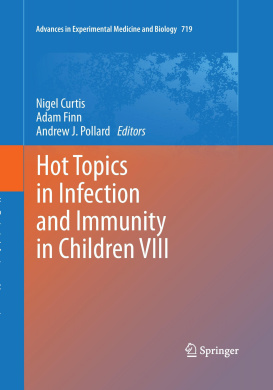 Advances in Experimental Medicine and Biology 719
Nigel Curtis
Adam Finn
Andrew J. Pollard Editors
Hot Topics
in Infection
and Immunity
in Children VIII
Springer